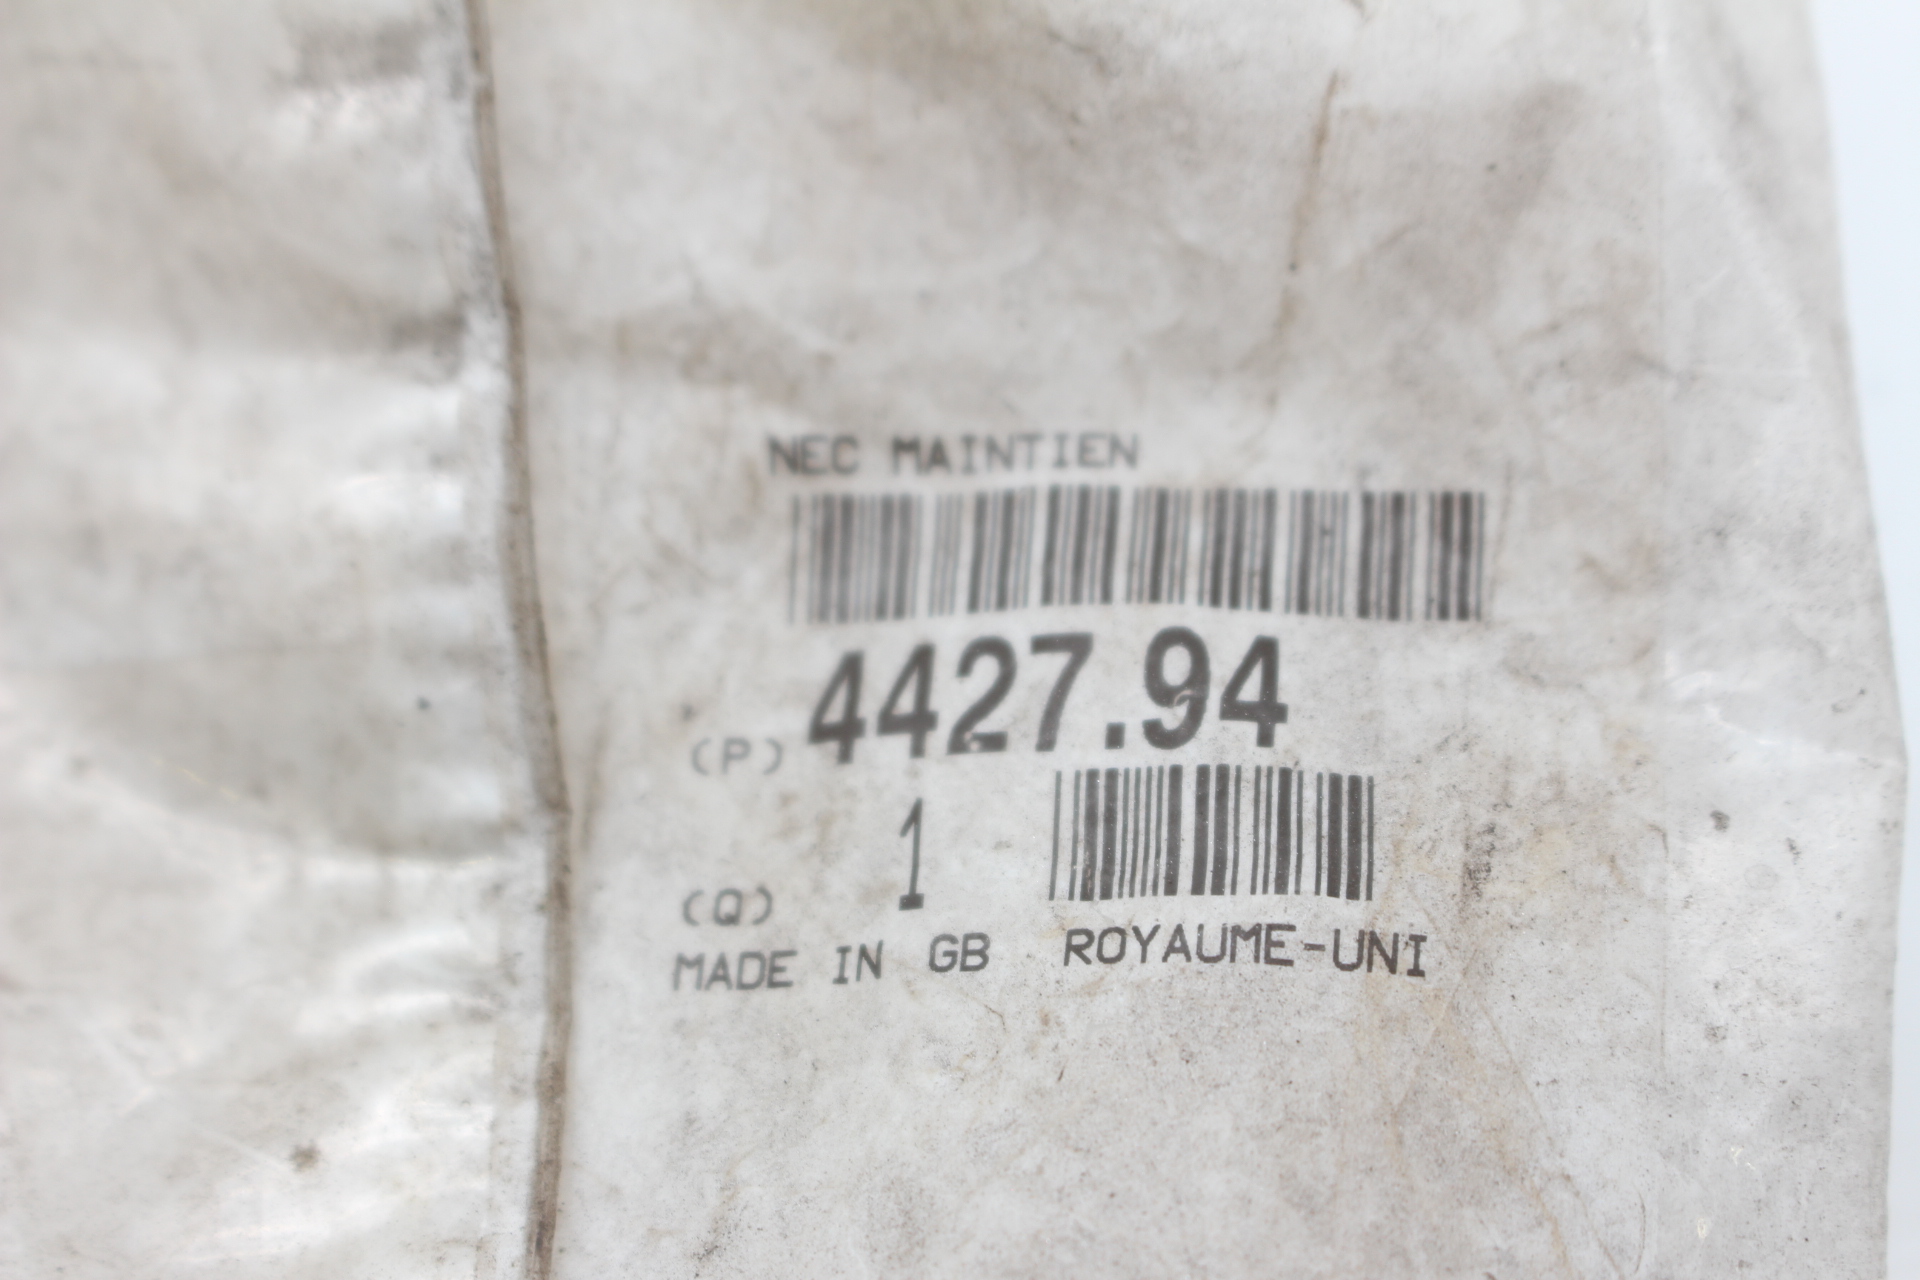 NEC MAINTIEN
(P) 4427.94
(Q) 1
MADE IN GB ROYAUME-UNI